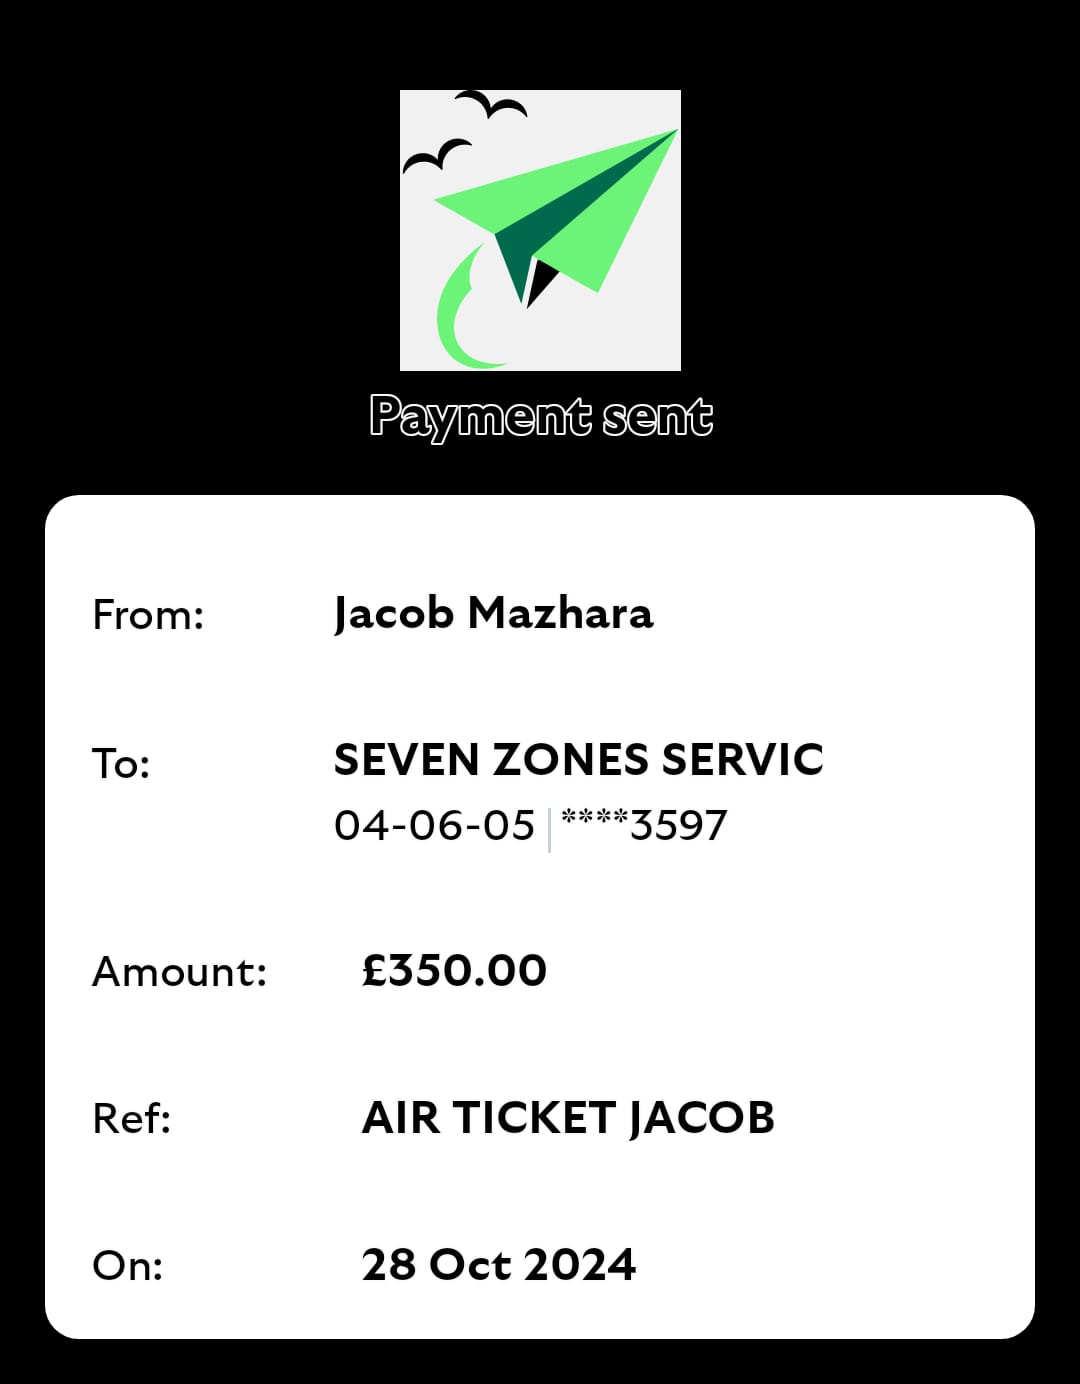 Payment sent
From: Jacob Mazhara
To: SEVEN ZONES SERVIC
04-06-05 | ****3597
Amount: £350.00
Ref: AIR TICKET JACOB
On: 28 Oct 2024